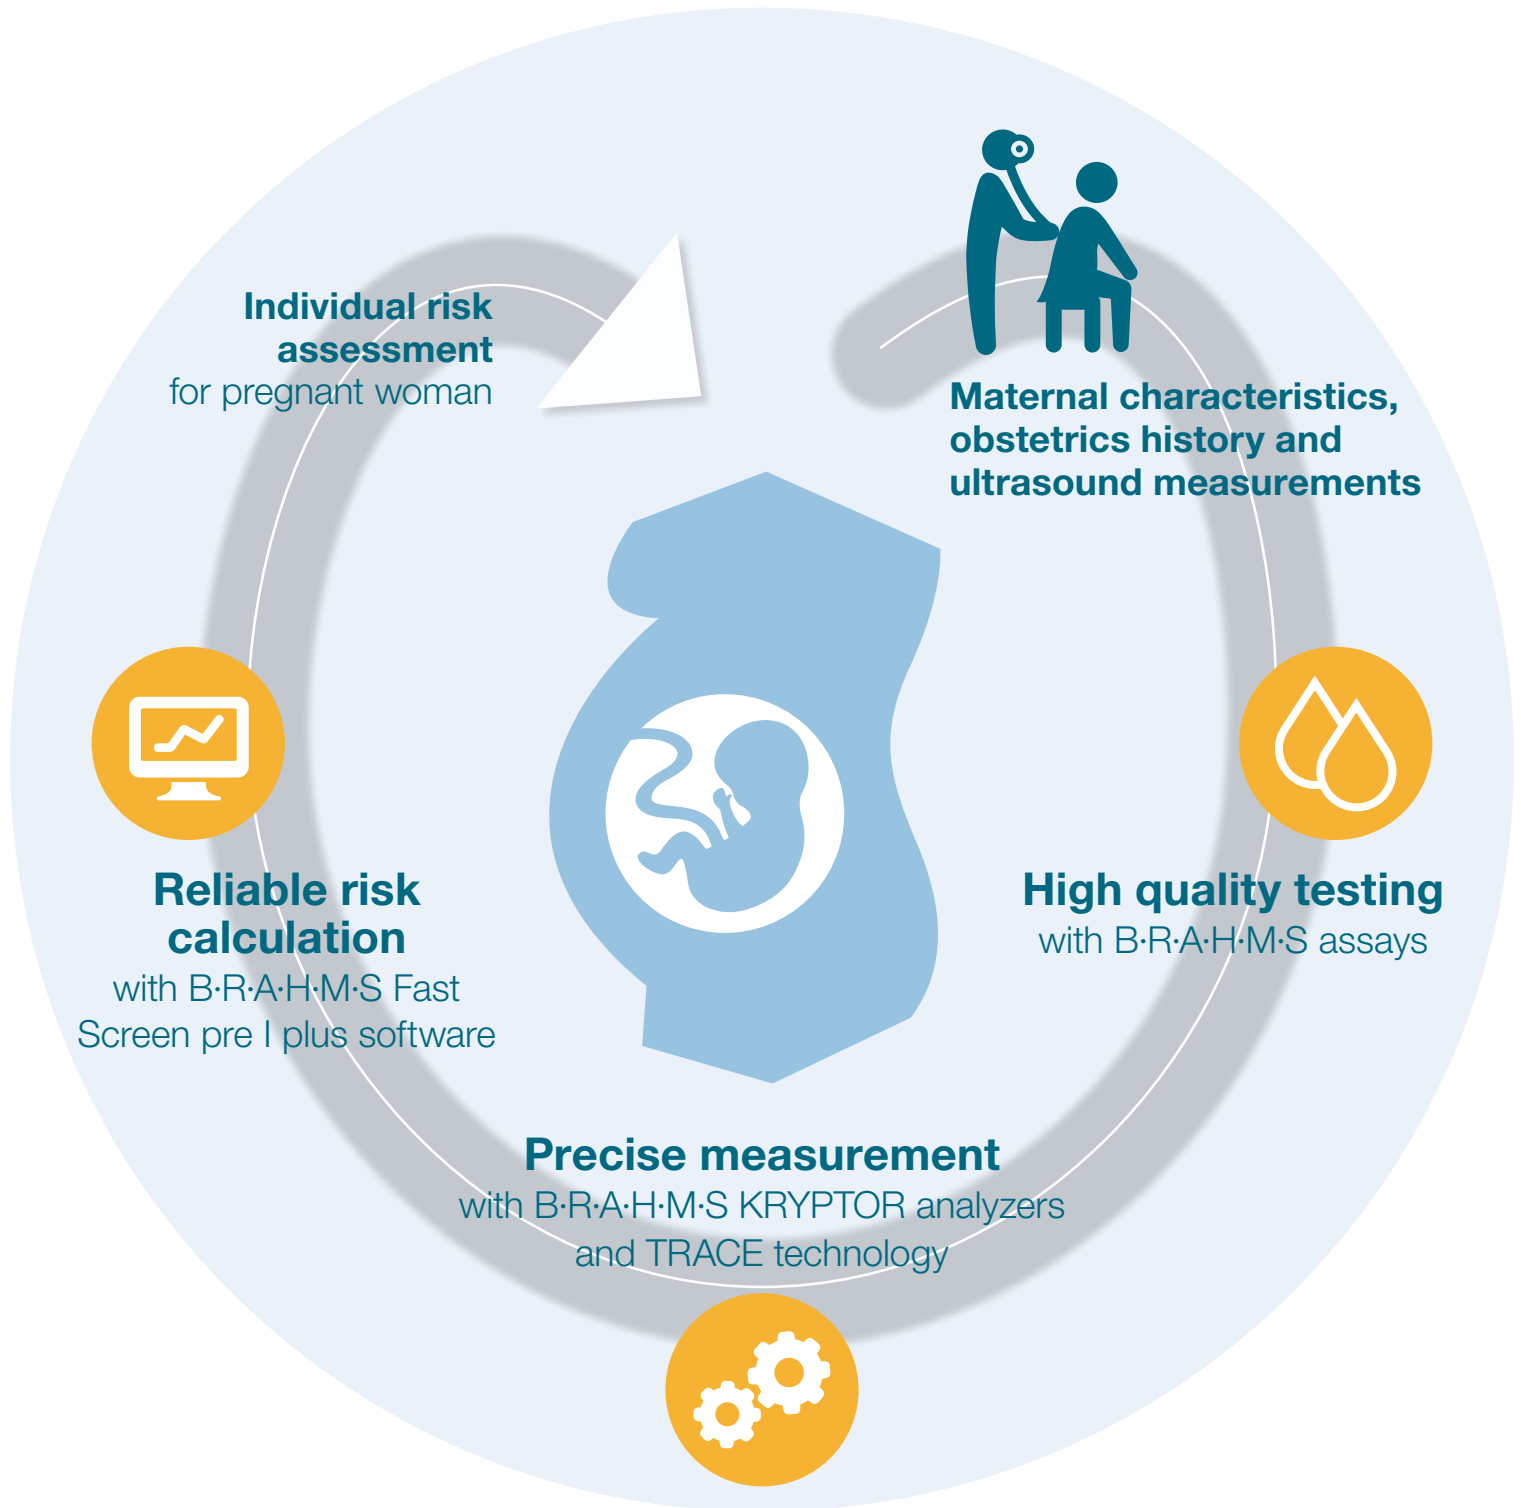 Individual risk
assessment
for pregnant woman
Maternal characteristics,
obstetrics history and
ultrasound measurements
Reliable risk
calculation
with B·R·A·H·M·S Fast
Screen pre I plus software
High quality testing
with B·R·A·H·M·S assays
Precise measurement
with B·R·A·H·M·S KRYPTOR analyzers
and TRACE technology